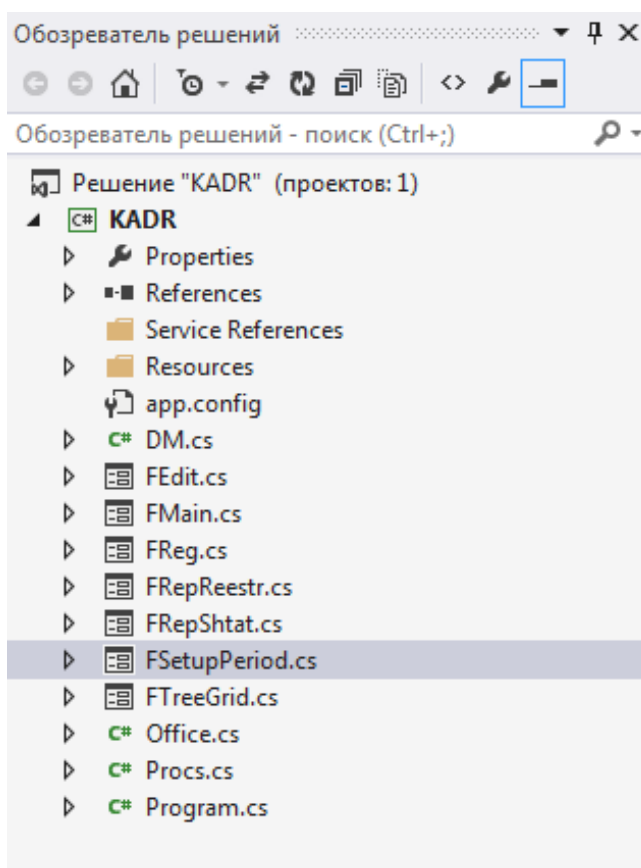 Обозреватель решений
Обозреватель решений - поиск (Ctrl+;)
Решение "KADR" (проектов: 1)
C# KADR
Properties
References
Service References
Resources
app.config
C# DM.cs
FEdit.cs
FMain.cs
FReg.cs
FRepReestr.cs
FRepShtat.cs
FSetupPeriod.cs
FTreeGrid.cs
C# Office.cs
C# Procs.cs
C# Program.cs